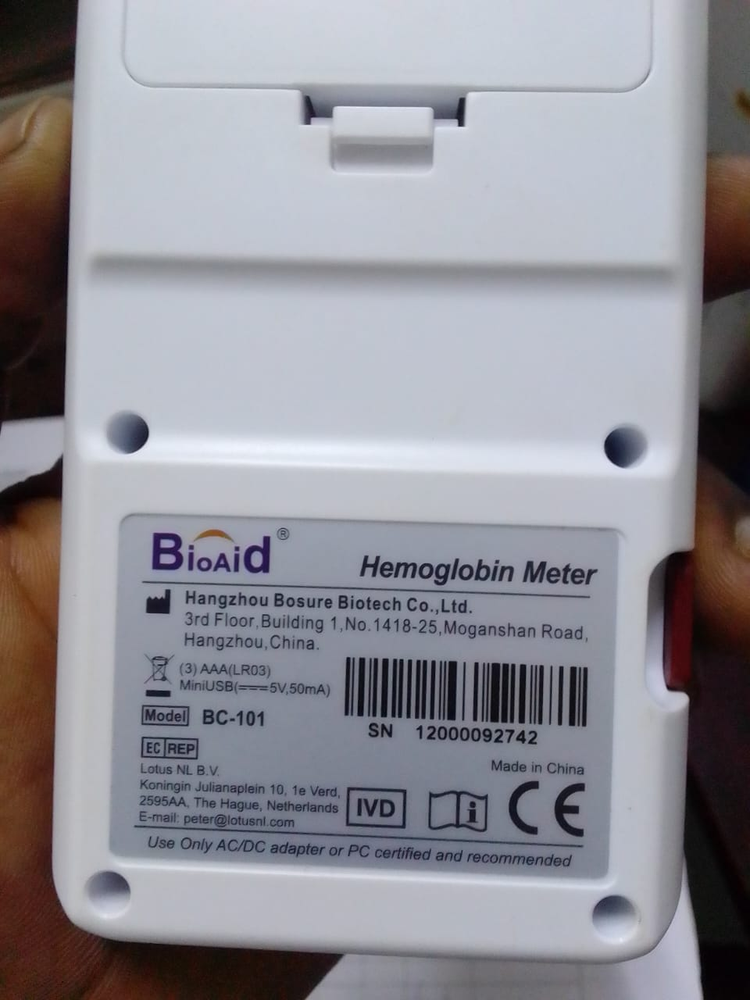 BioAid®
Hemoglobin Meter
Hangzhou Bosure Biotech Co.,Ltd.
3rd Floor,Building 1,No.1418-25,Moganshan Road,
Hangzhou,China.
(3) AAA(LR03)
MiniUSB(⎓5V,50mA)
Model BC-101
SN 12000092742
EC REP
Lotus NL B.V.
Koningin Julianaplein 10, 1e Verd,
2595AA, The Hague, Netherlands
E-mail: peter@lotusnl.com
Made in China
IVD i CE
Use Only AC/DC adapter or PC certified and recommended